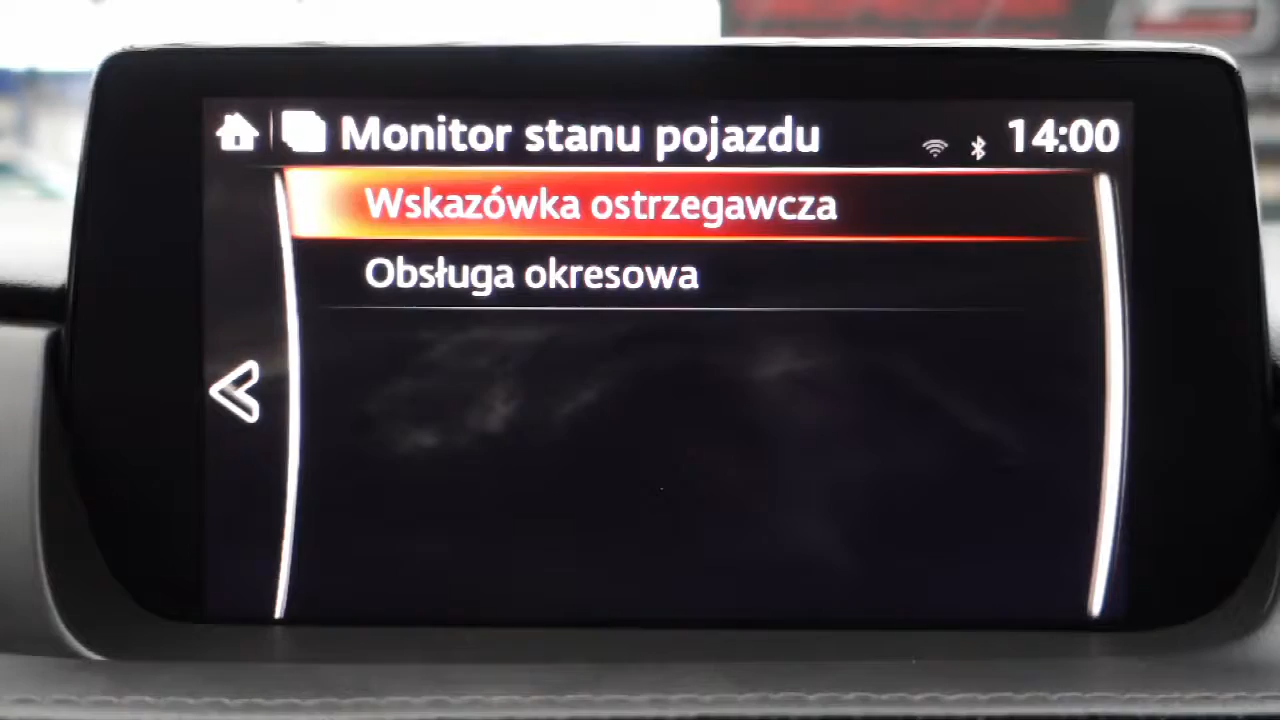 Monitor stanu pojazdu 14:00
Wskazówka ostrzegawcza
Obsługa okresowa